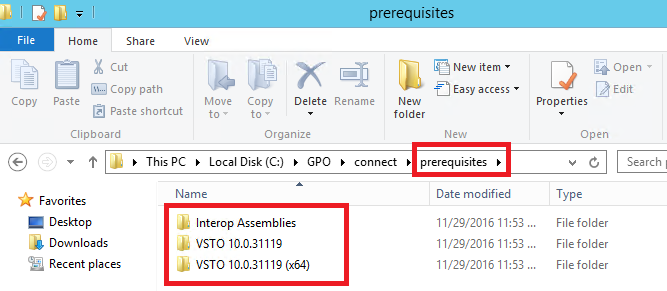 prerequisites
File Home Share View
Copy Paste Cut Copy path Paste shortcut
Clipboard
Move to Copy to Delete Rename
Organize
New folder New item Easy access
New
Properties Open Edit History
Open
This PC Local Disk (C:) GPO connect prerequisites Search p
Favorites Name Date modified Type
Desktop Interop Assemblies 11/29/2016 11:53 ... File folder
Downloads VSTO 10.0.31119 11/29/2016 11:53 ... File folder
Recent places VSTO 10.0.31119 (x64) 11/29/2016 11:53 ... File folder